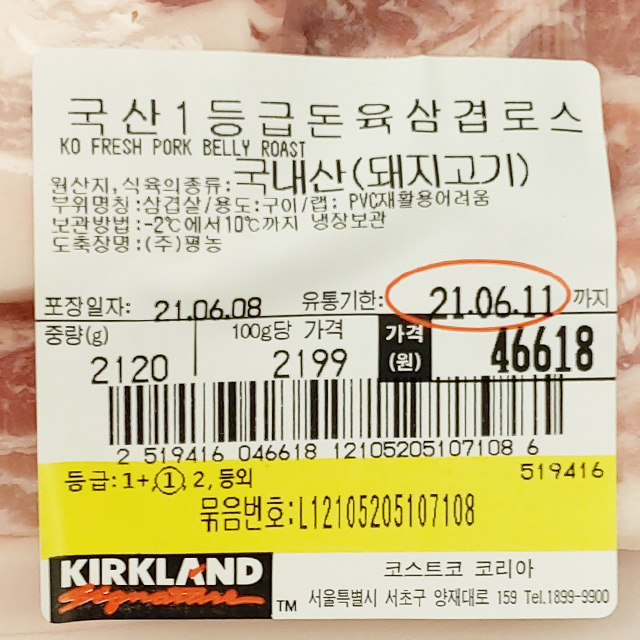 국산1등급돈육삼겹로스
KO FRESH PORK BELLY ROAST
원산지,식육의종류:국내산(돼지고기)
부위명칭:삼겹살/용도:구이/랩: PVC재활용어려움
보관방법:-2℃에서10℃까지 냉장보관
도축장명:(주)평농
포장일자: 21.06.08 유통기한: 21.06.11 까지
중량(g) 100g당 가격 가격(원)
2120 2199 46618
2 519416 046618 12105205107108 6
등급:1+,①,2,등외 519416
묶음번호:L12105205107108
KIRKLAND
Signature TM
코스트코 코리아
서울특별시 서초구 양재대로 159 Tel.1899-9900